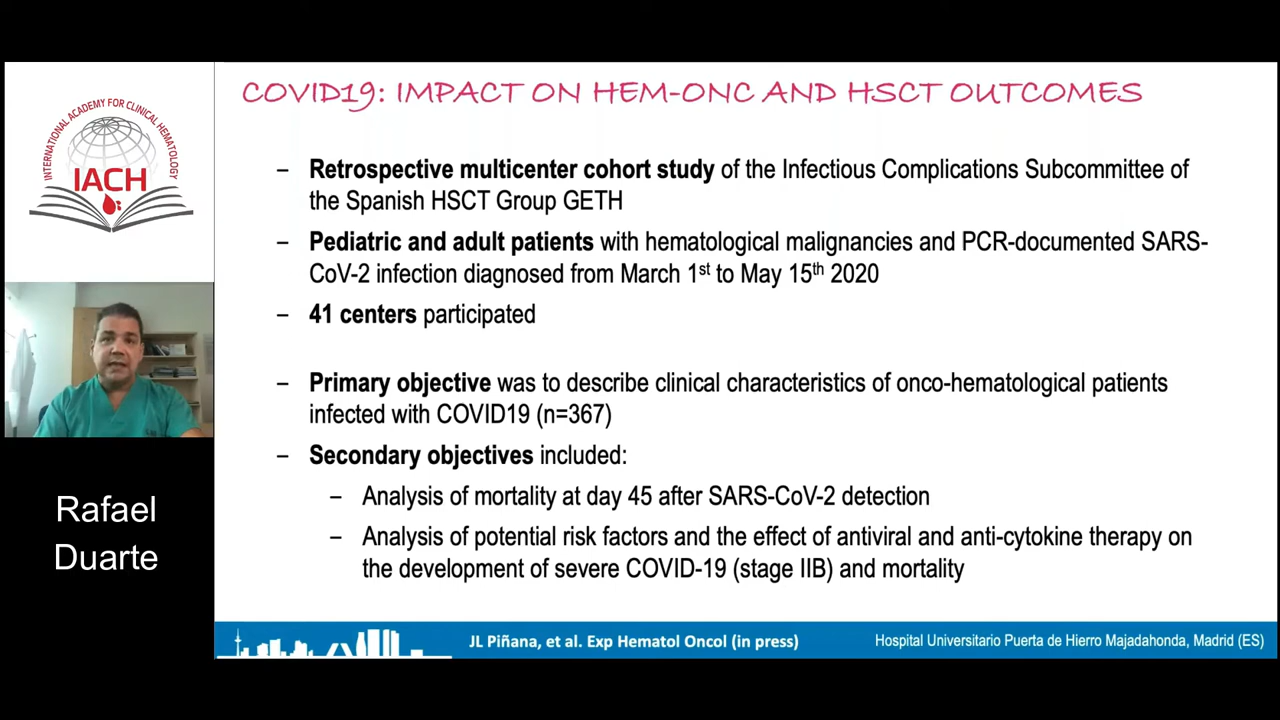 INTERNATIONAL ACADEMY FOR CLINICAL HEMATOLOGY
IACH
Rafael
Duarte
COVID19: IMPACT ON HEM-ONC AND HSCT OUTCOMES
– Retrospective multicenter cohort study of the Infectious Complications Subcommittee of
the Spanish HSCT Group GETH
– Pediatric and adult patients with hematological malignancies and PCR-documented SARS-
CoV-2 infection diagnosed from March 1st to May 15th 2020
– 41 centers participated
– Primary objective was to describe clinical characteristics of onco-hematological patients
infected with COVID19 (n=367)
– Secondary objectives included:
– Analysis of mortality at day 45 after SARS-CoV-2 detection
– Analysis of potential risk factors and the effect of antiviral and anti-cytokine therapy on
the development of severe COVID-19 (stage IIB) and mortality
JL Piñana, et al. Exp Hematol Oncol (in press)
Hospital Universitario Puerta de Hierro Majadahonda, Madrid (ES)